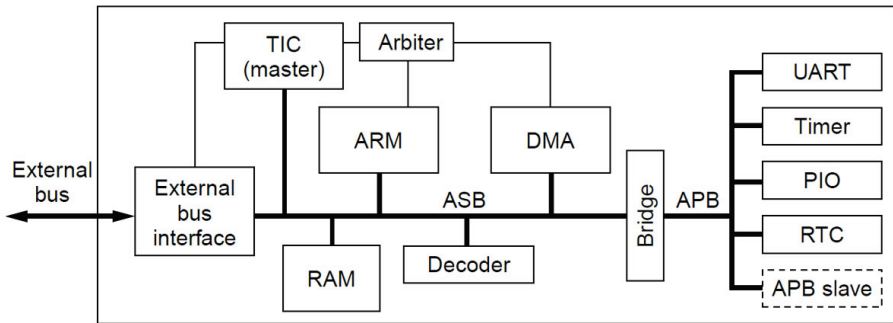 TIC
(master)
Arbiter
UART
ARM
DMA
Timer
External
bus
External
bus
interface
ASB
Bridge
APB
PIO
RAM
Decoder
RTC
APB slave